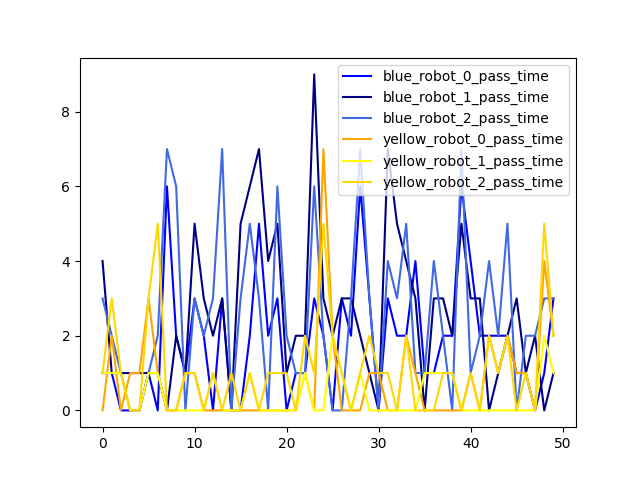 blue_robot_0_pass_time
blue_robot_1_pass_time
blue_robot_2_pass_time
yellow_robot_0_pass_time
yellow_robot_1_pass_time
yellow_robot_2_pass_time
8
6
4
2
0
0 10 20 30 40 50